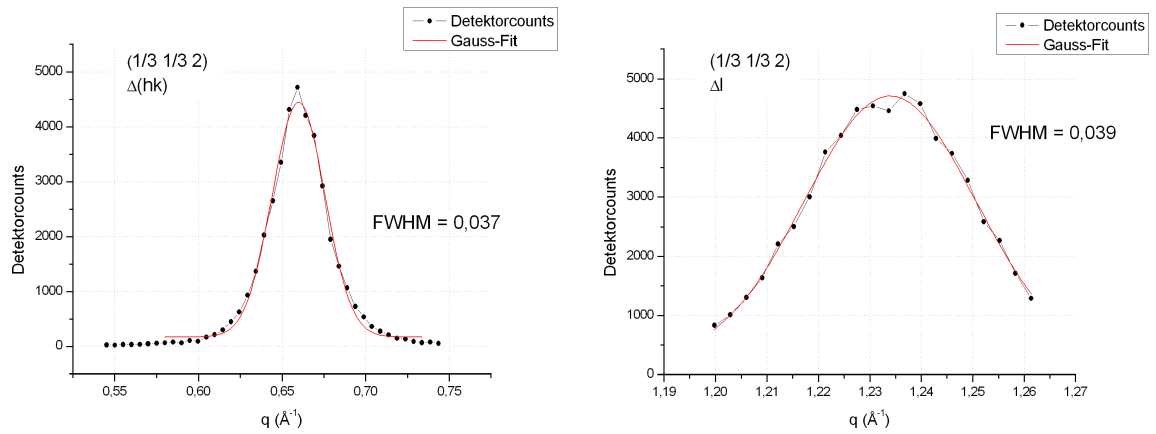 Detektorcounts
Gauss-Fit
(1/3 1/3 2)
Δ(hk)
FWHM = 0,037
Detektorcounts
5000
4000
3000
2000
1000
0
0,55
0,60
0,65
0,70
0,75
q (Å⁻¹)
Detektorcounts
Gauss-Fit
(1/3 1/3 2)
Δl
FWHM = 0,039
Detektorcounts
5000
4000
3000
2000
1000
0
1,19
1,20
1,21
1,22
1,23
1,24
1,25
1,26
1,27
q (Å⁻¹)